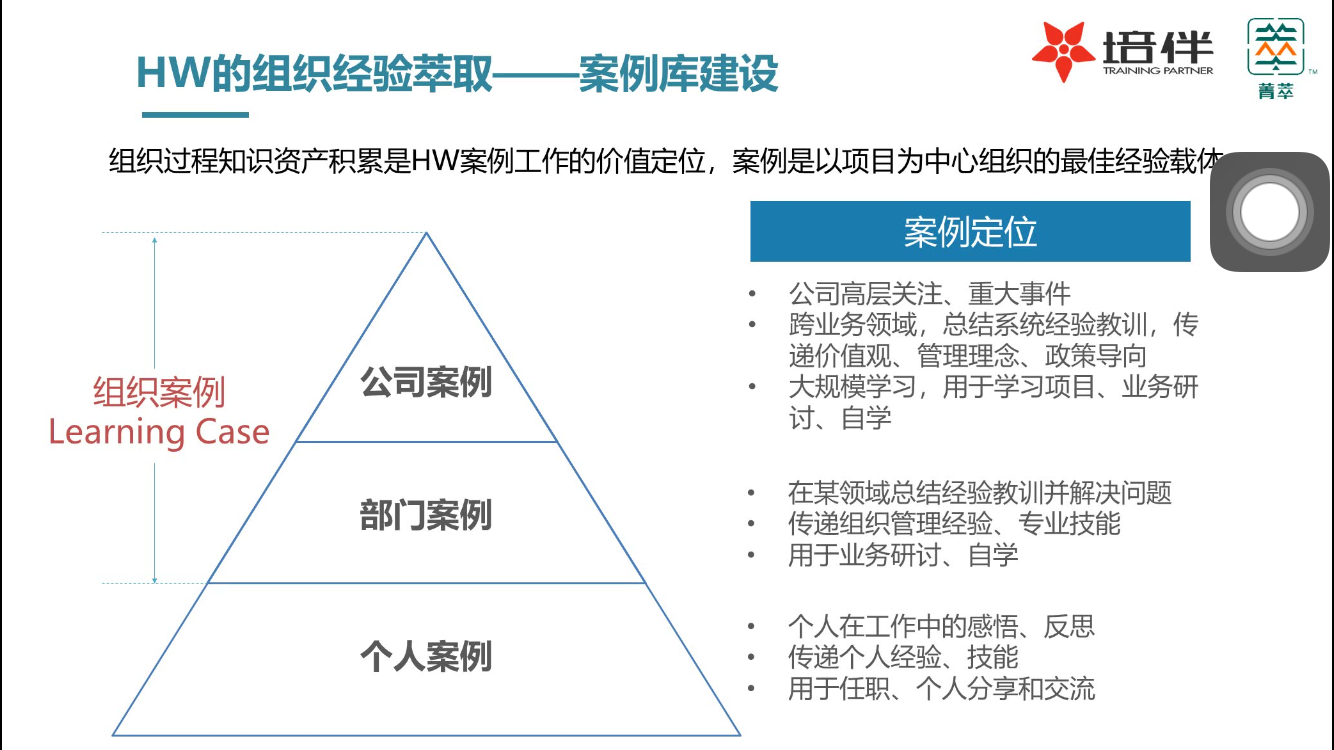 HW的组织经验萃取——案例库建设
培伴
TRAINING PARTNER
萃
TM
菁萃
组织过程知识资产积累是HW案例工作的价值定位，案例是以项目为中心组织的最佳经验载体
案例定位
组织案例
Learning Case
公司案例
• 公司高层关注、重大事件
• 跨业务领域，总结系统经验教训，传
递价值观、管理理念、政策导向
• 大规模学习，用于学习项目、业务研
讨、自学
部门案例
• 在某领域总结经验教训并解决问题
• 传递组织管理经验、专业技能
• 用于业务研讨、自学
个人案例
• 个人在工作中的感悟、反思
• 传递个人经验、技能
• 用于任职、个人分享和交流